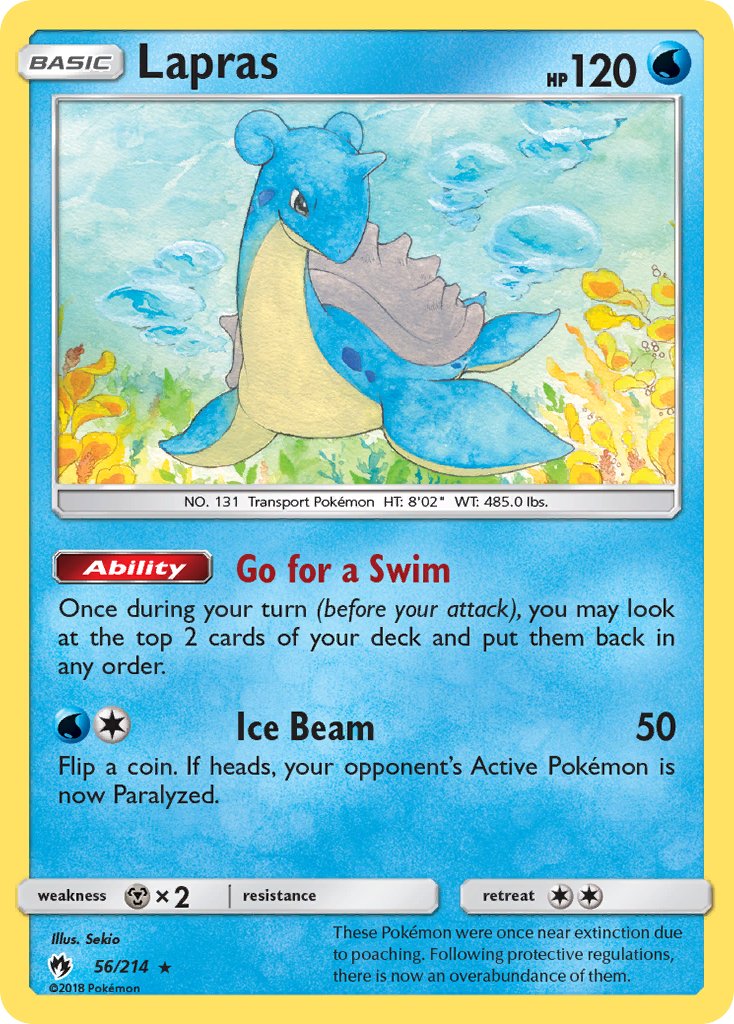 BASIC Lapras HP 120
NO. 131 Transport Pokémon HT: 8'02" WT: 485.0 lbs.
Ability Go for a Swim
Once during your turn (before your attack), you may look
at the top 2 cards of your deck and put them back in
any order.
Ice Beam 50
Flip a coin. If heads, your opponent's Active Pokémon is
now Paralyzed.
weakness ×2 resistance retreat
Illus. Sekio
56/214 ★
©2018 Pokémon
These Pokémon were once near extinction due
to poaching. Following protective regulations,
there is now an overabundance of them.